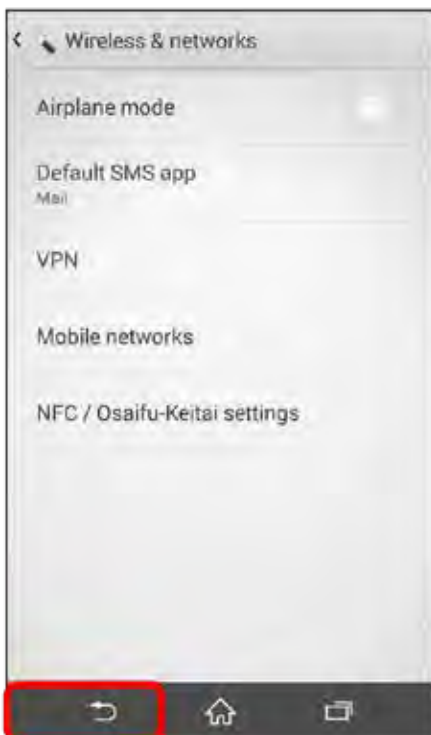 Wireless & networks
Airplane mode
Default SMS app
Mail
VPN
Mobile networks
NFC / Osaifu-Keitai settings